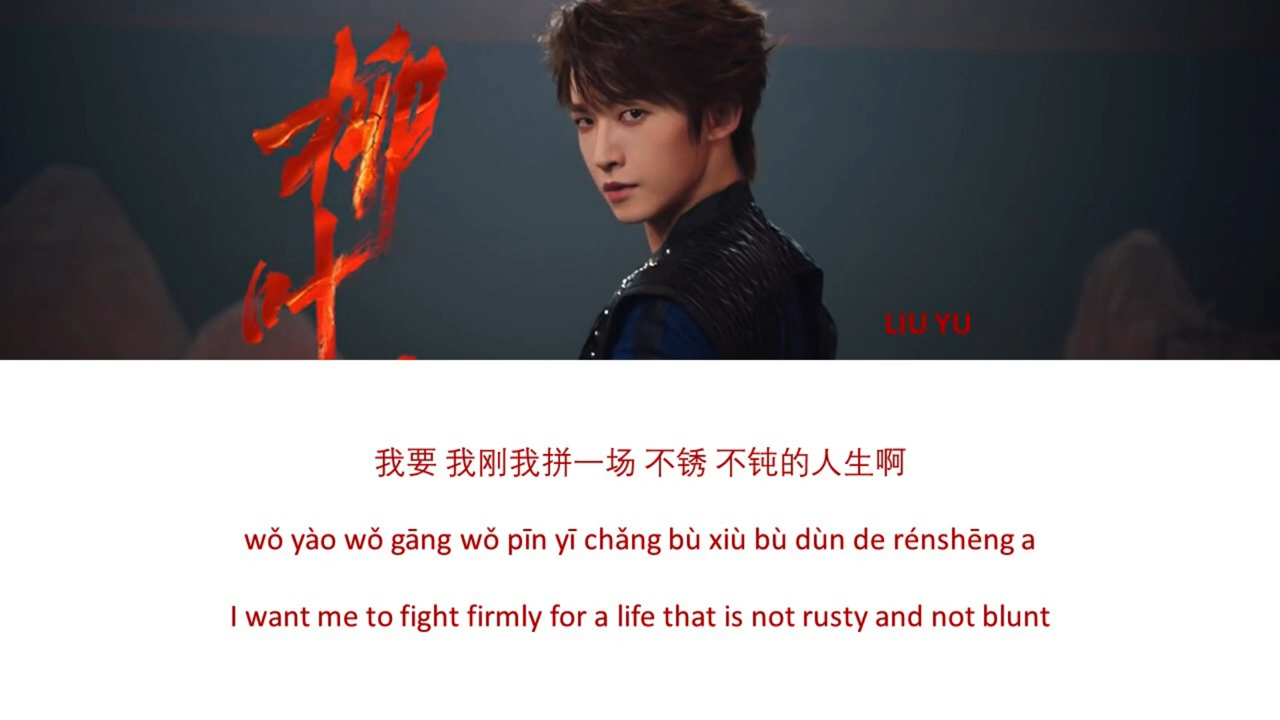 柳叶
LIU YU
我要 我刚我拼一场 不锈 不钝的人生啊
wǒ yào wǒ gāng wǒ pīn yī chǎng bù xiù bù dùn de rénshēng a
I want me to fight firmly for a life that is not rusty and not blunt